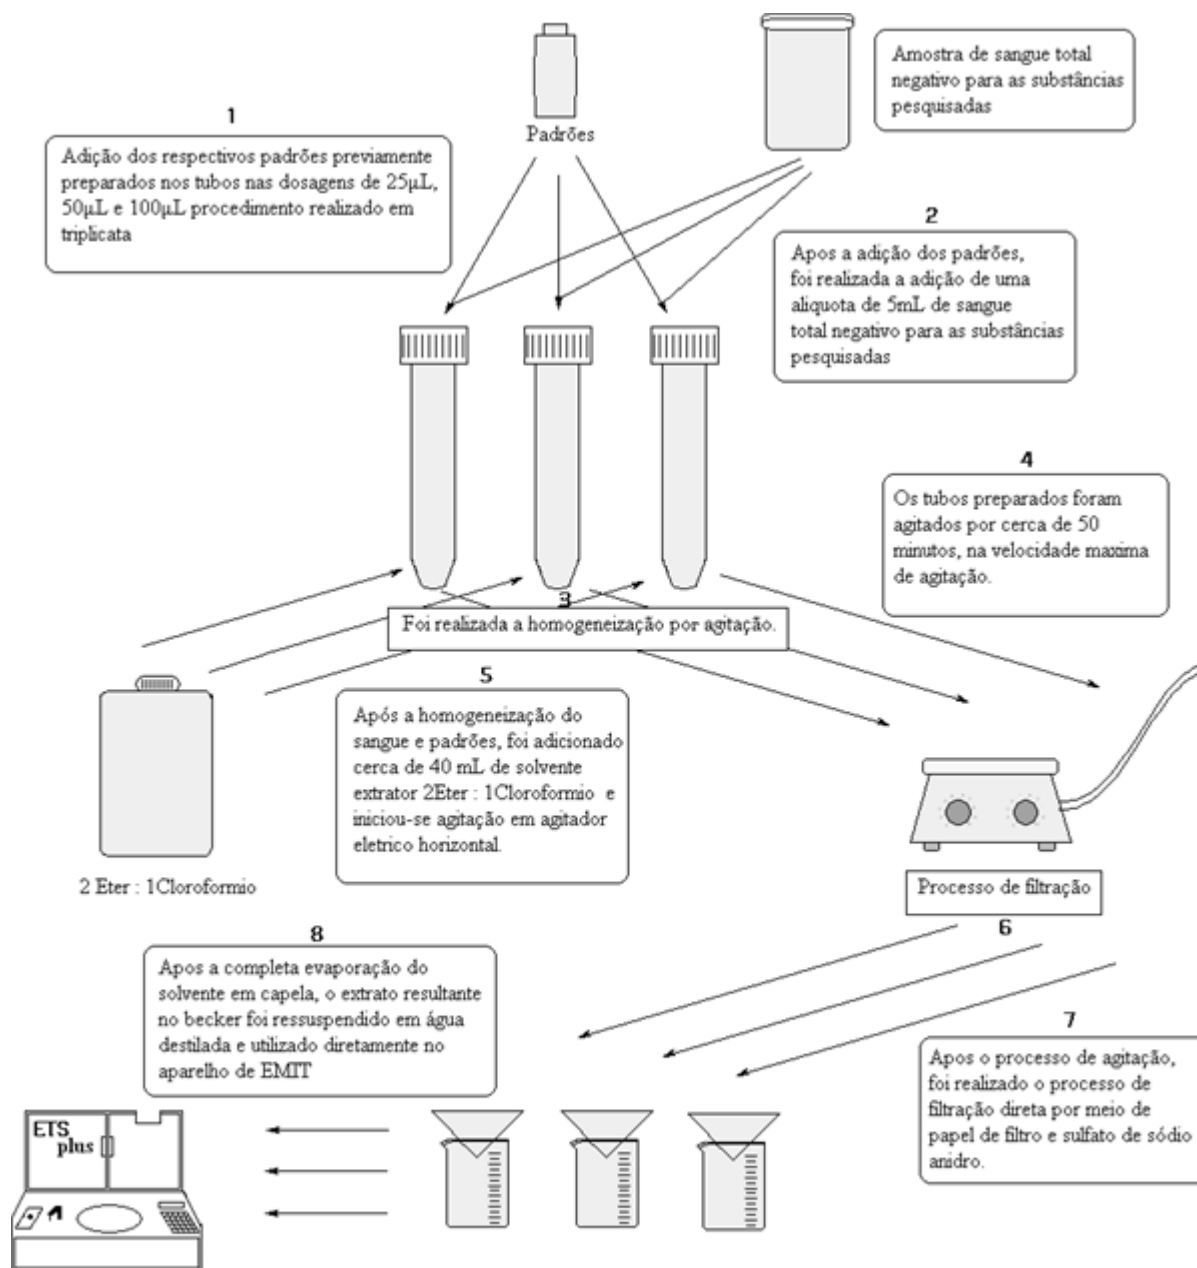 Padrões
Amostra de sangue total
negativo para as substâncias
pesquisadas
1
Adição dos respectivos padrões previamente
preparados nos tubos nas dosagens de 25µL,
50µL e 100µL procedimento realizado em
triplicata
2
Apos a adição dos padrões,
foi realizada a adição de uma
aliquota de 5mL de sangue
total negativo para as substâncias
pesquisadas
3
Foi realizada a homogeneização por agitação.
4
Os tubos preparados foram
agitados por cerca de 50
minutos, na velocidade maxima
de agitação.
5
Após a homogeneização do
sangue e padrões, foi adicionado
cerca de 40 mL de solvente
extrator 2Eter : 1Cloroformio e
iniciou-se agitação em agitador
eletrico horizontal.
2 Eter : 1Cloroformio
Processo de filtração
6
7
Apos o processo de agitação,
foi realizado o processo de
filtração direta por meio de
papel de filtro e sulfato de sódio
anidro.
8
Apos a completa evaporação do
solvente em capela, o extrato resultante
no becker foi ressuspendido em água
destilada e utilizado diretamente no
aparelho de EMIT
ETS
plus